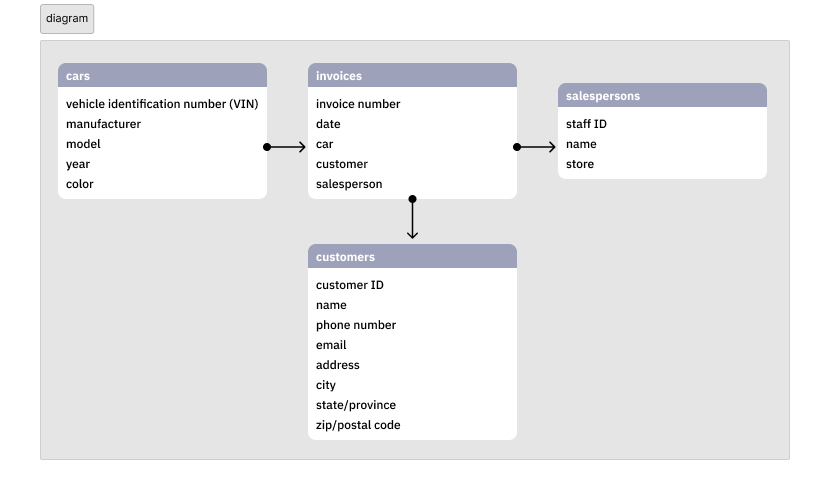 diagram
cars
vehicle identification number (VIN)
manufacturer
model
year
color
invoices
invoice number
date
car
customer
salesperson
salespersons
staff ID
name
store
customers
customer ID
name
phone number
email
address
city
state/province
zip/postal code